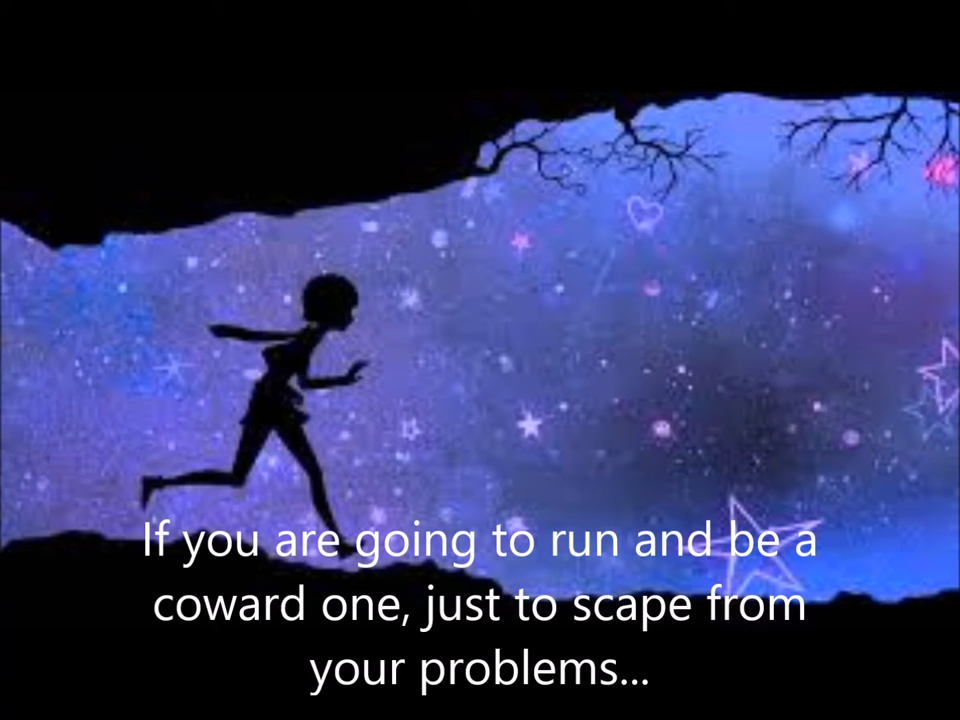 If you are going to run and be a
coward one, just to scape from
your problems...